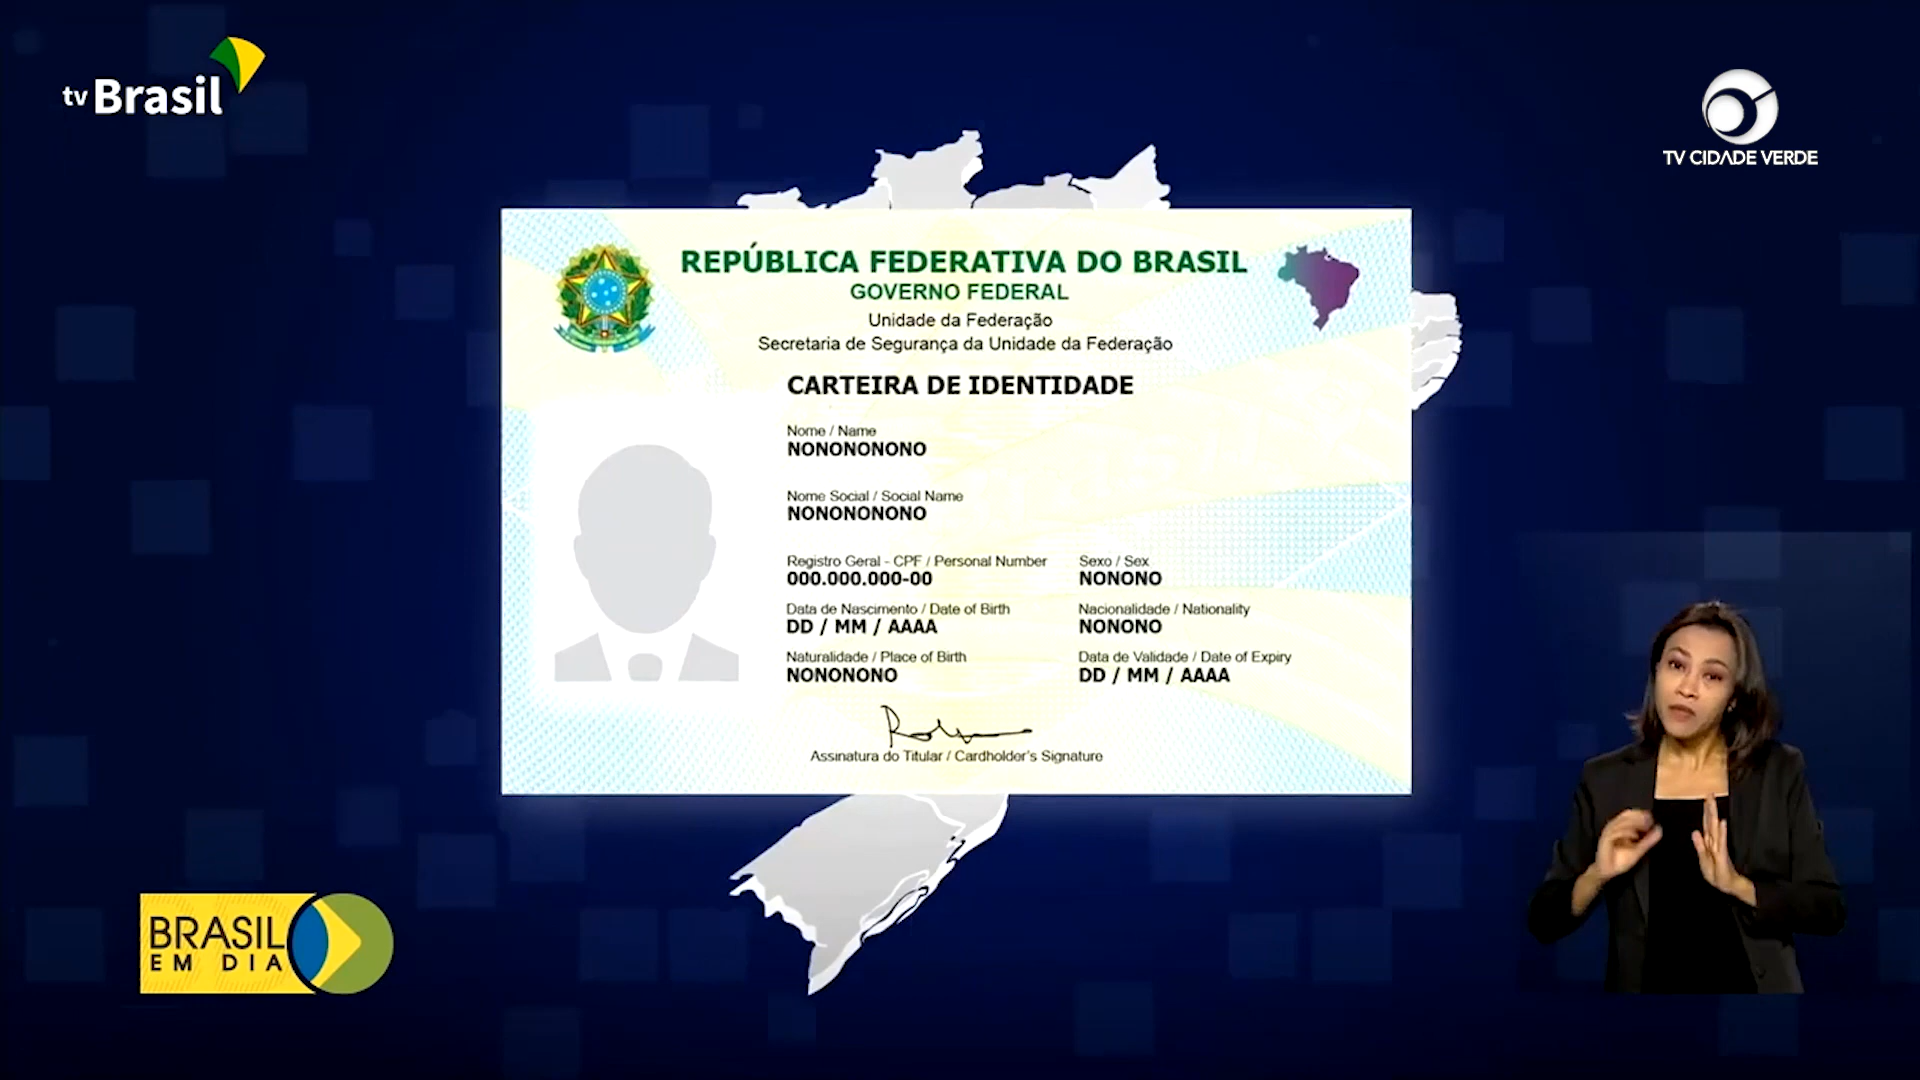 tv Brasil
TV CIDADE VERDE
REPÚBLICA FEDERATIVA DO BRASIL
GOVERNO FEDERAL
Unidade da Federação
Secretaria de Segurança da Unidade da Federação
CARTEIRA DE IDENTIDADE
Nome / Name
NONONONONO
Nome Social / Social Name
NONONONONO
Registro Geral - CPF / Personal Number
000.000.000-00
Sexo / Sex
NONONO
Data de Nascimento / Date of Birth
DD / MM / AAAA
Nacionalidade / Nationality
NONONO
Naturalidade / Place of Birth
NONONONO
Data de Validade / Date of Expiry
DD / MM / AAAA
Assinatura do Titular / Cardholder's Signature
BRASIL
EM DIA